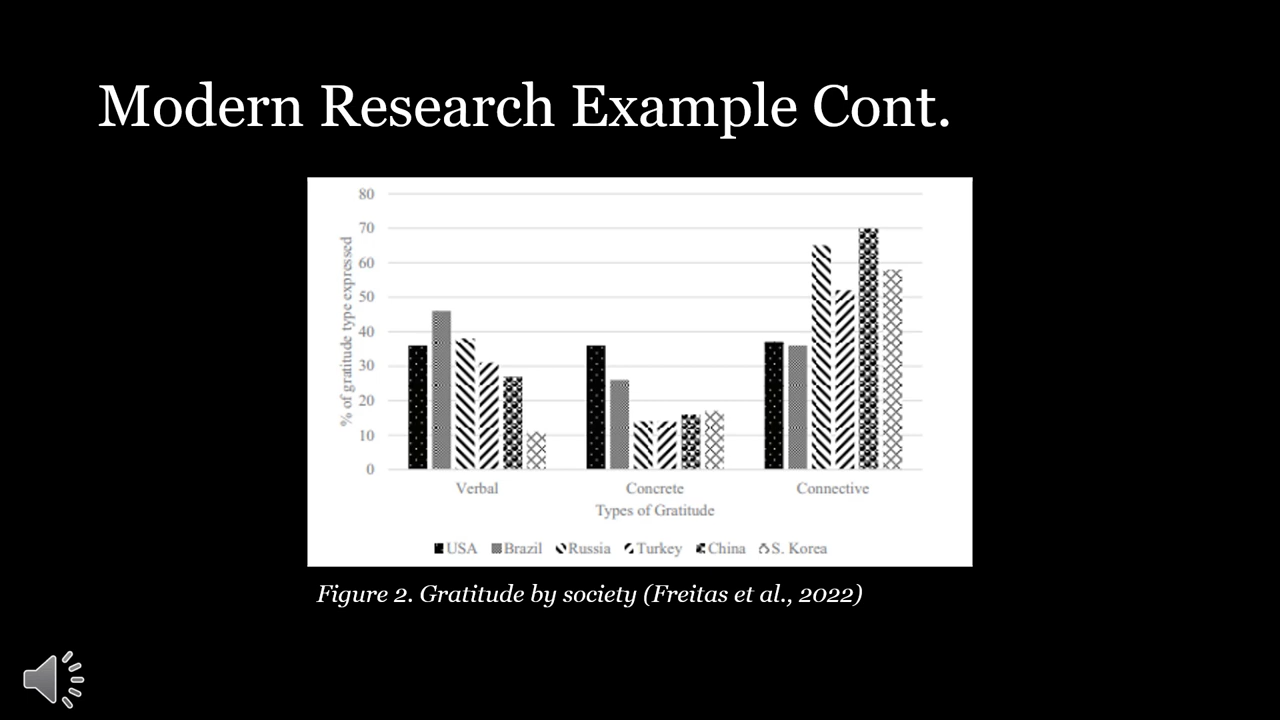 Modern Research Example Cont.
80
70
60
50
40
30
20
10
0
% of gratitude type expressed
Verbal Concrete Connective
Types of Gratitude
USA Brazil Russia Turkey China S. Korea
Figure 2. Gratitude by society (Freitas et al., 2022)